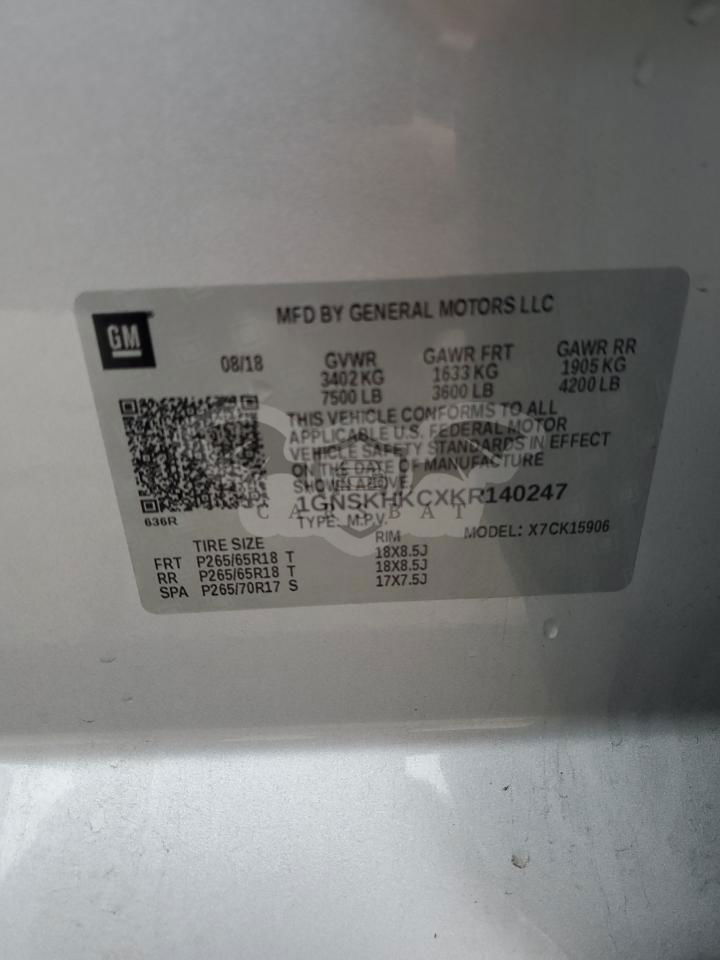 GM
MFD BY GENERAL MOTORS LLC
08/18 GVWR GAWR FRT GAWR RR
3402 KG 1633 KG 1905 KG
7500 LB 3600 LB 4200 LB
THIS VEHICLE CONFORMS TO ALL
APPLICABLE U.S. FEDERAL MOTOR
VEHICLE SAFETY STANDARDS IN EFFECT
ON THE DATE OF MANUFACTURE
SHOWN ABOVE.
1GNSKHKCXKR140247
636R
TYPE: M.P.V. MODEL: X7CK15906
TIRE SIZE RIM
FRT P265/65R18 T 18X8.5J
RR P265/65R18 T 18X8.5J
SPA P265/70R17 S 17X7.5J